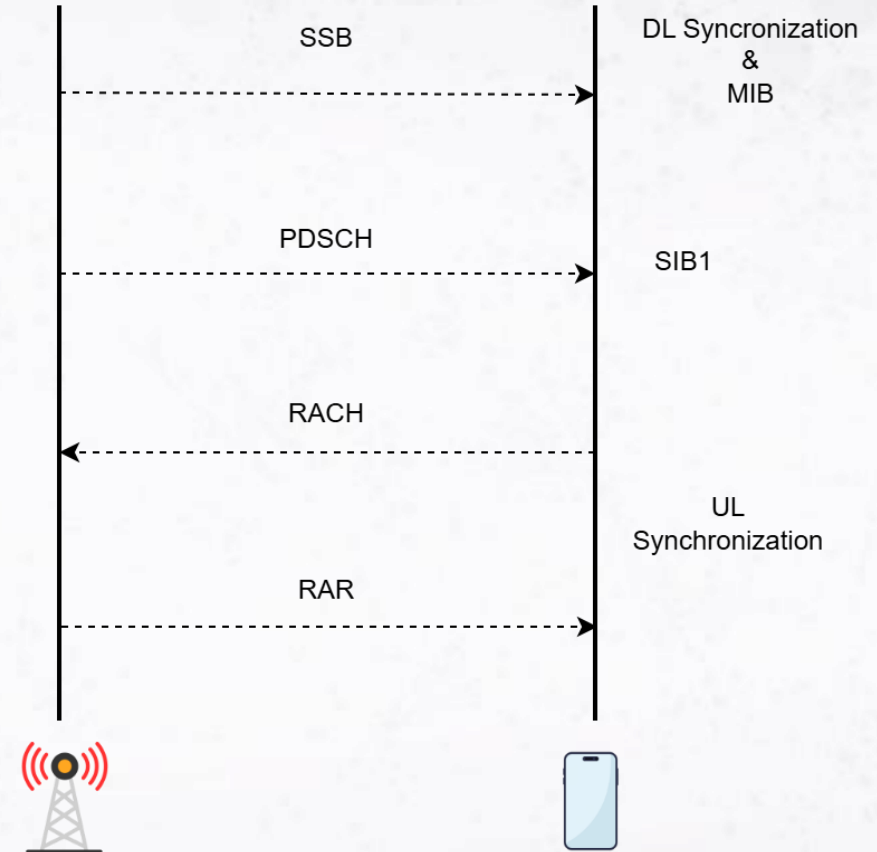 SSB
DL Syncronization
&
MIB
PDSCH
SIB1
RACH
UL
Synchronization
RAR